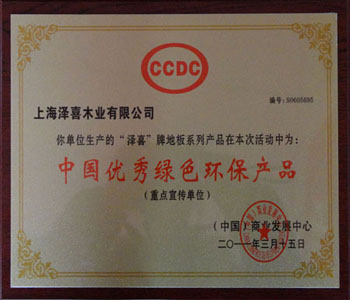 CCDC
编号:S0605695
上海泽喜木业有限公司
你单位生产的“泽喜”牌地板系列产品在本次活动中为:
中国优秀绿色环保产品
(重点宣传单位)
(中国)商业发展中心
二〇一一年三月十五日